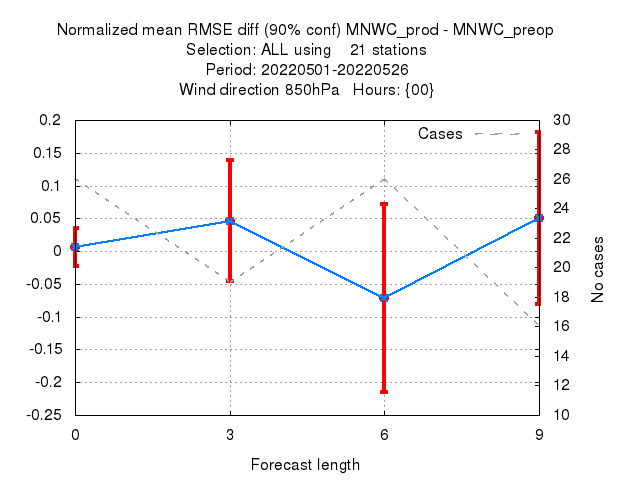 Normalized mean RMSE diff (90% conf) MNWC_prod - MNWC_preop
Selection: ALL using    21 stations
Period: 20220501-20220526
Wind direction 850hPa   Hours: {00}
Cases
0.2
0.15
0.1
0.05
0
-0.05
-0.1
-0.15
-0.2
-0.25
30
28
26
24
22
20
18
16
14
12
10
No cases
0 3 6 9
Forecast length